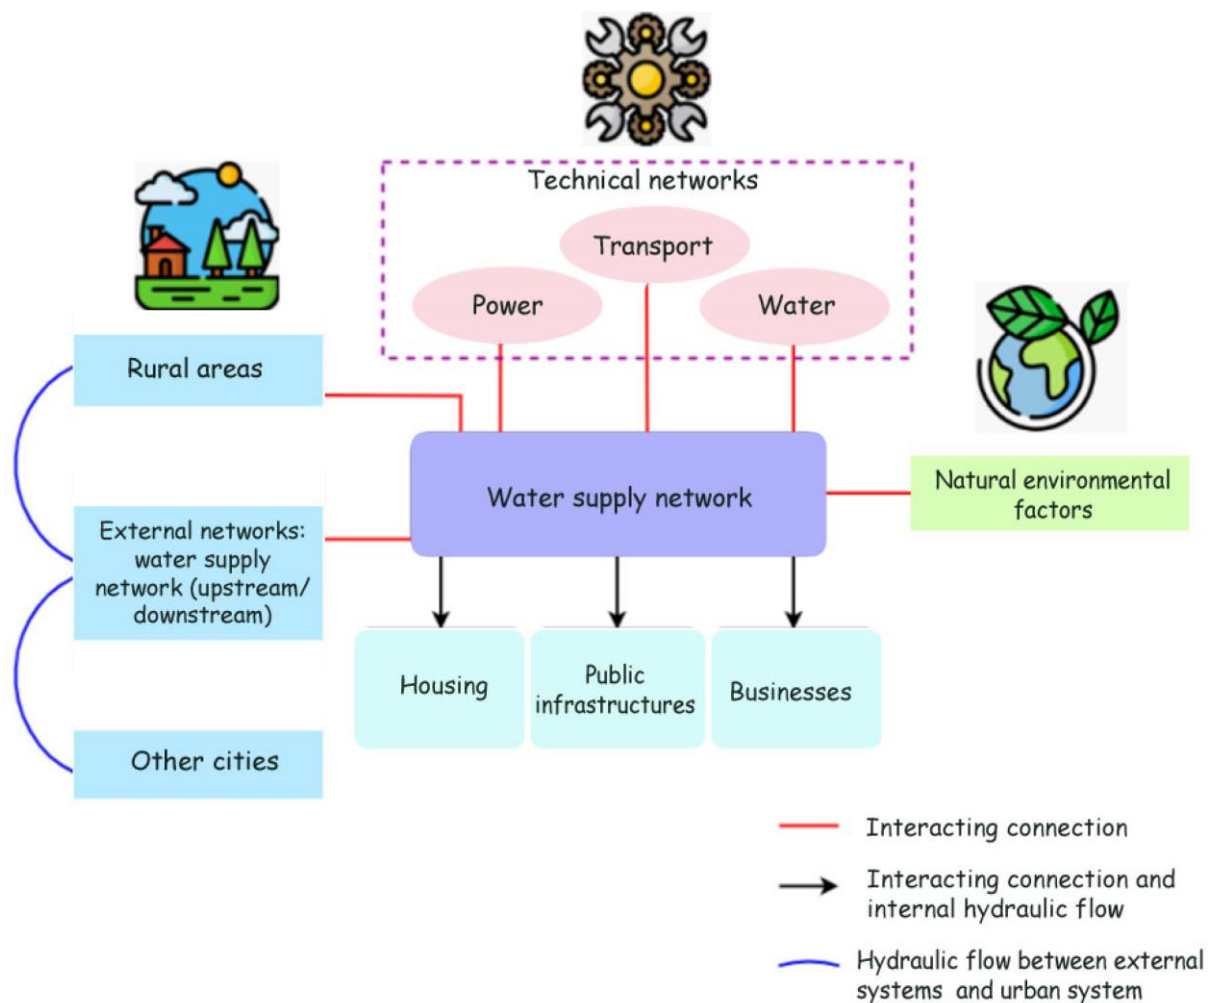 Technical networks
Transport
Power
Water
Rural areas
Water supply network
Natural environmental
factors
External networks:
water supply
network (upstream/
downstream)
Housing
Public
infrastructures
Businesses
Other cities
Interacting connection
Interacting connection and
internal hydraulic flow
Hydraulic flow between external
systems and urban system